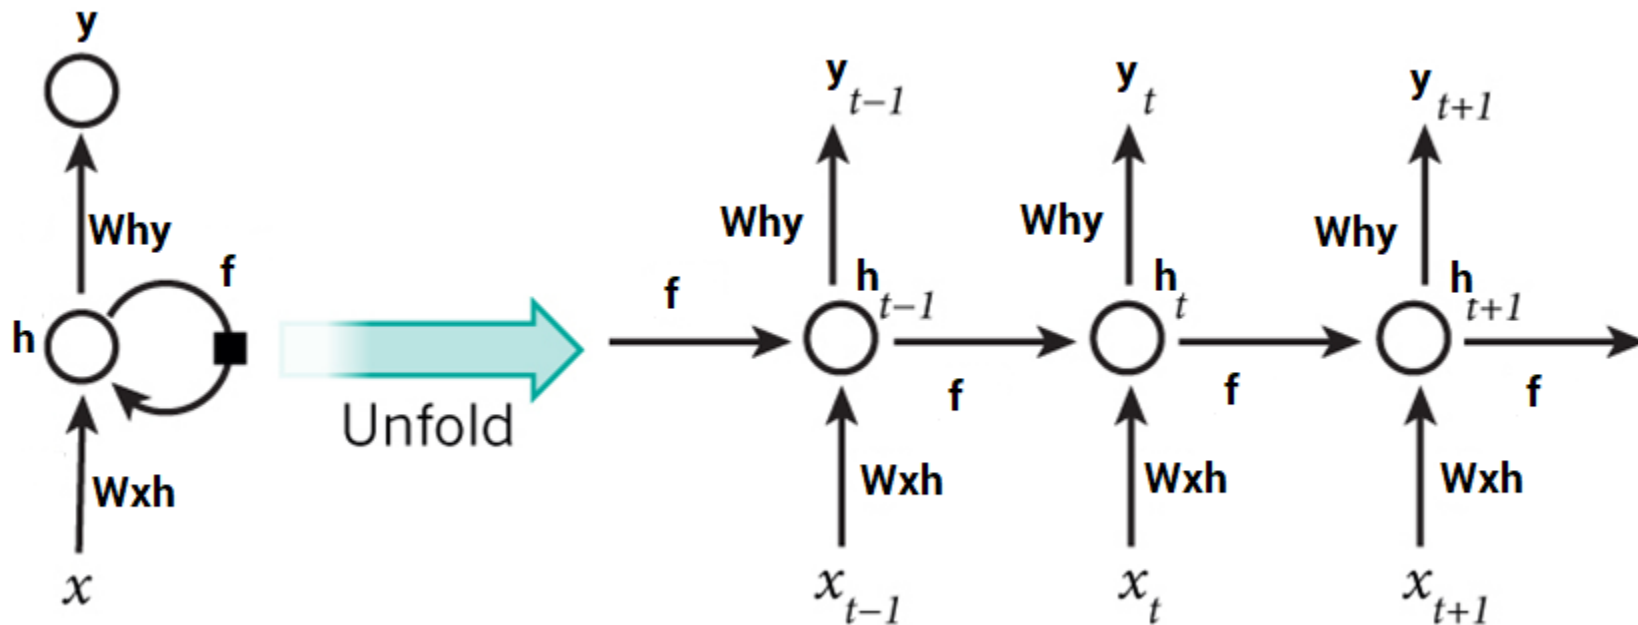 y
Why
f
h
Wxh
x
Unfold
y t-1
y t
y t+1
Why
Why
Why
f
h t-1
h t
h t+1
f
f
f
Wxh
Wxh
Wxh
x t-1
x t
x t+1